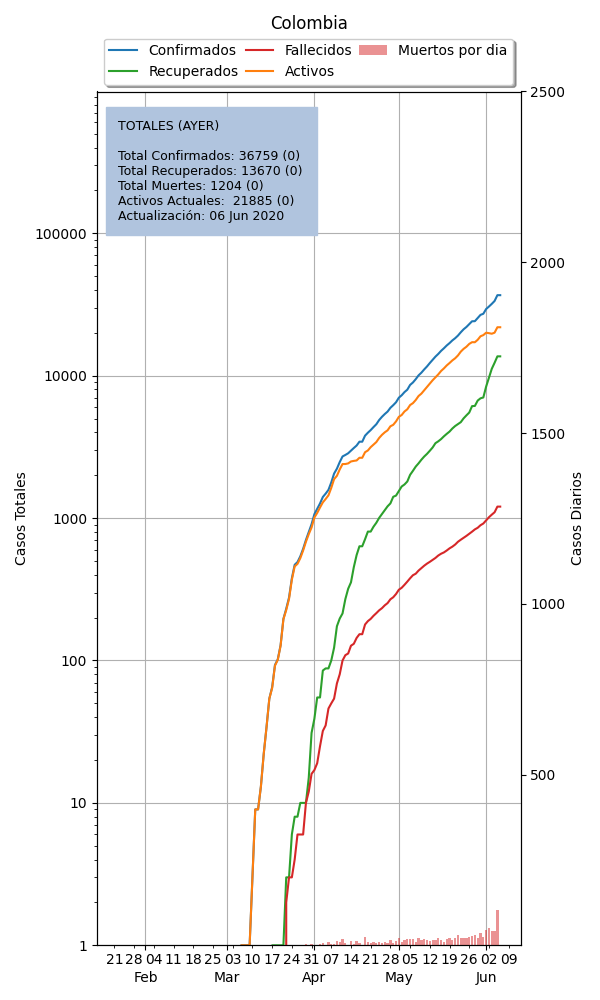 Colombia
Confirmados Fallecidos Muertos por dia
Recuperados Activos
TOTALES (AYER)
Total Confirmados: 36759 (0)
Total Recuperados: 13670 (0)
Total Muertes: 1204 (0)
Activos Actuales:  21885 (0)
Actualización: 06 Jun 2020
Casos Totales
100000
10000
1000
100
10
1
Casos Diarios
2500
2000
1500
1000
500
21 28 04 11 18 25 03 10 17 24 31 07 14 21 28 05 12 19 26 02 09
Feb Mar Apr May Jun